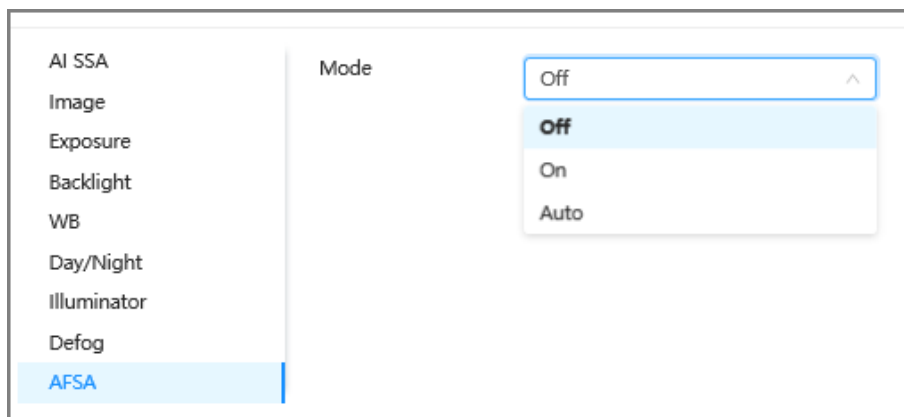 AI SSA
Image
Exposure
Backlight
WB
Day/Night
Illuminator
Defog
AFSA
Mode
Off
Off
On
Auto